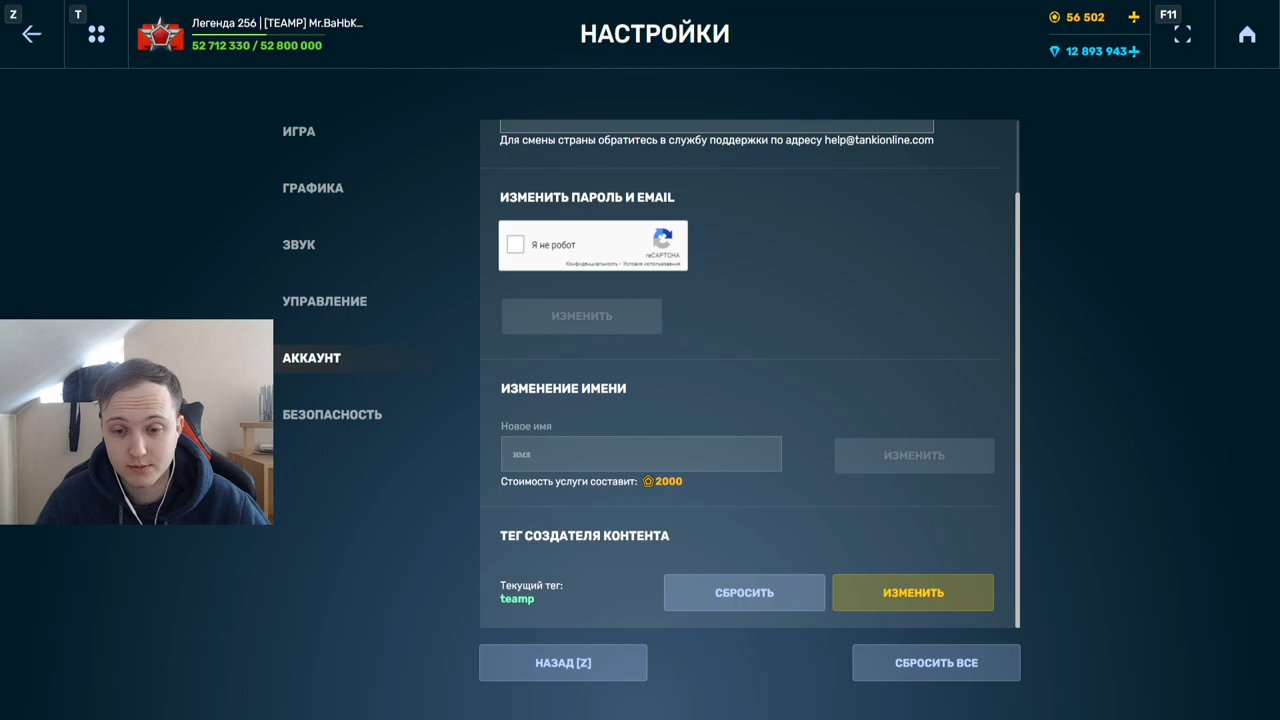 Z
T
Легенда 256 | [TEAMP] Mr.BaHbK...
52 712 330 / 52 800 000
НАСТРОЙКИ
56 502
12 893 943
F11
ИГРА
ГРАФИКА
ЗВУК
УПРАВЛЕНИЕ
АККАУНТ
БЕЗОПАСНОСТЬ
Для смены страны обратитесь в службу поддержки по адресу help@tankionline.com
ИЗМЕНИТЬ ПАРОЛЬ И EMAIL
Я не робот
reCAPTCHA
Конфиденциальность - Условия использования
ИЗМЕНИТЬ
ИЗМЕНЕНИЕ ИМЕНИ
Новое имя
имя
ИЗМЕНИТЬ
Стоимость услуги составит: 2000
ТЕГ СОЗДАТЕЛЯ КОНТЕНТА
Текущий тег:
teamp
СБРОСИТЬ
ИЗМЕНИТЬ
НАЗАД [Z]
СБРОСИТЬ ВСЕ